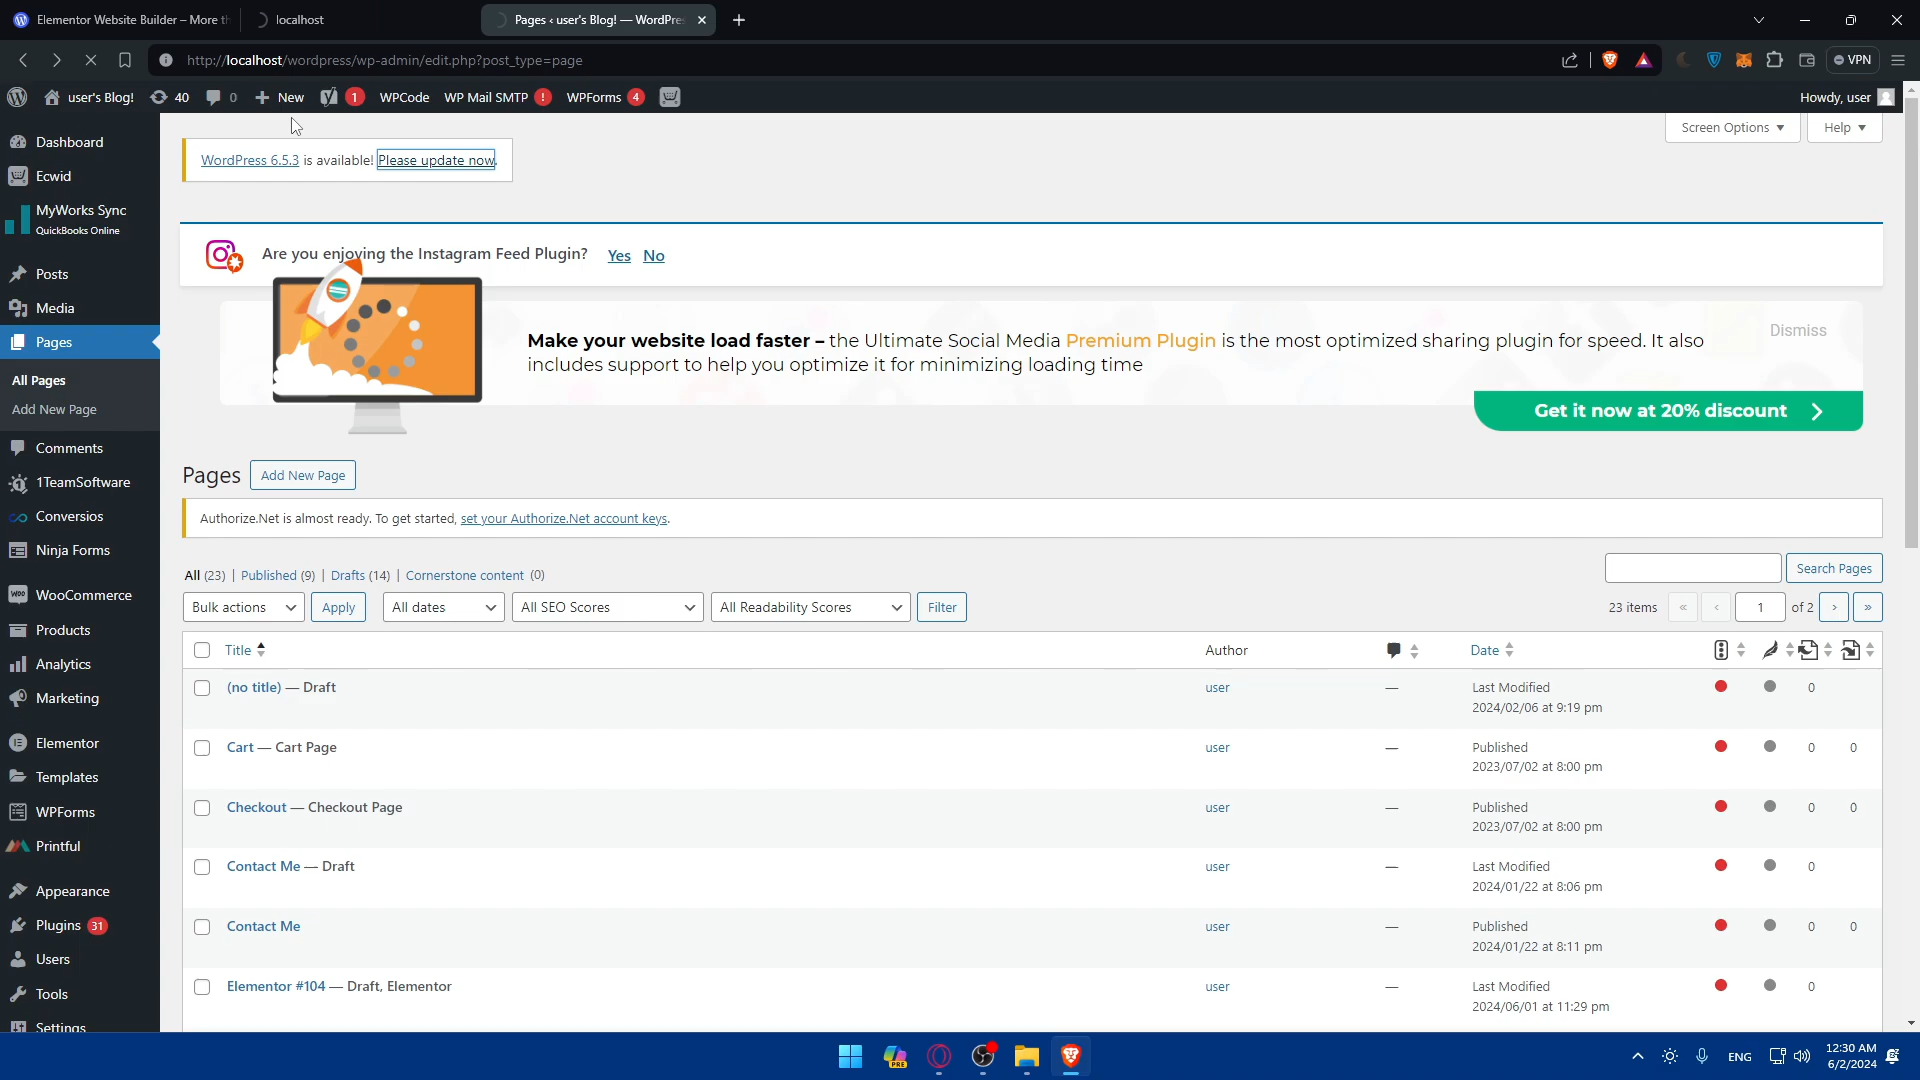 Elementor Website Builder – More th
localhost
Pages ‹ user's Blog! — WordPres
http://localhost/wordpress/wp-admin/edit.php?post_type=page
VPN
user's Blog!
40
0
New
1
WPCode
WP Mail SMTP
!
WPForms
4
Howdy, user
Screen Options
Help
WordPress 6.5.3 is available! Please update now.
Are you enjoying the Instagram Feed Plugin? Yes No
Make your website load faster – the Ultimate Social Media Premium Plugin is the most optimized sharing plugin for speed. It also
includes support to help you optimize it for minimizing loading time
Dismiss
Get it now at 20% discount
Dashboard
Ecwid
MyWorks Sync
QuickBooks Online
Posts
Media
Pages
All Pages
Add New Page
Comments
1TeamSoftware
Conversios
Ninja Forms
WooCommerce
Products
Analytics
Marketing
Elementor
Templates
WPForms
Printful
Appearance
Plugins 31
Users
Tools
Settings
Pages
Add New Page
Authorize.Net is almost ready. To get started, set your Authorize.Net account keys.
All (23) | Published (9) | Drafts (14) | Cornerstone content (0)
Search Pages
Bulk actions
Apply
All dates
All SEO Scores
All Readability Scores
Filter
23 items « ‹ 1 of 2 › »
Title
Author
Date
(no title) — Draft
user
—
Last Modified
2024/02/06 at 9:19 pm
0
Cart — Cart Page
user
—
Published
2023/07/02 at 8:00 pm
0
0
Checkout — Checkout Page
user
—
Published
2023/07/02 at 8:00 pm
0
0
Contact Me — Draft
user
—
Last Modified
2024/01/22 at 8:06 pm
0
Contact Me
user
—
Published
2024/01/22 at 8:11 pm
0
0
Elementor #104 — Draft, Elementor
user
—
Last Modified
2024/06/01 at 11:29 pm
0
PRE
ENG
12:30 AM
6/2/2024